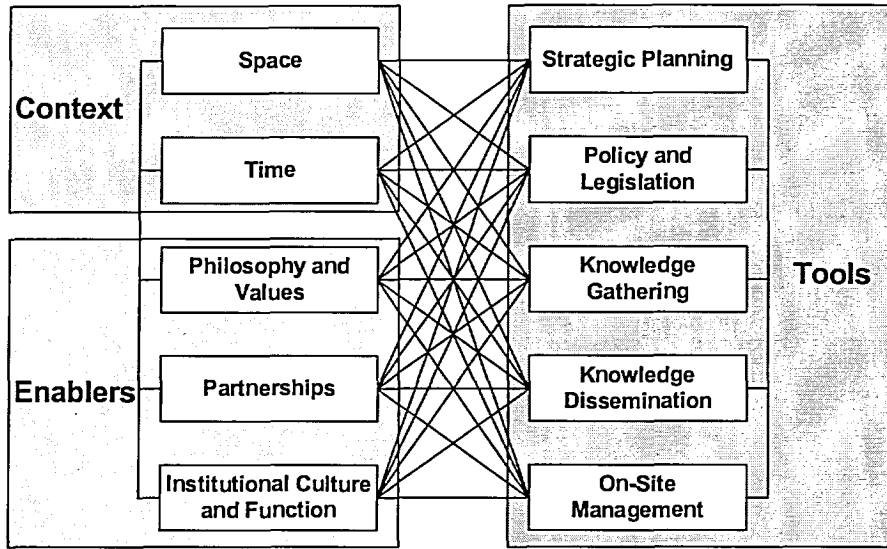 Context
Space
Time
Enablers
Philosophy and
Values
Partnerships
Institutional Culture
and Function
Strategic Planning
Policy and
Legislation
Knowledge
Gathering
Knowledge
Dissemination
On-Site
Management
Tools